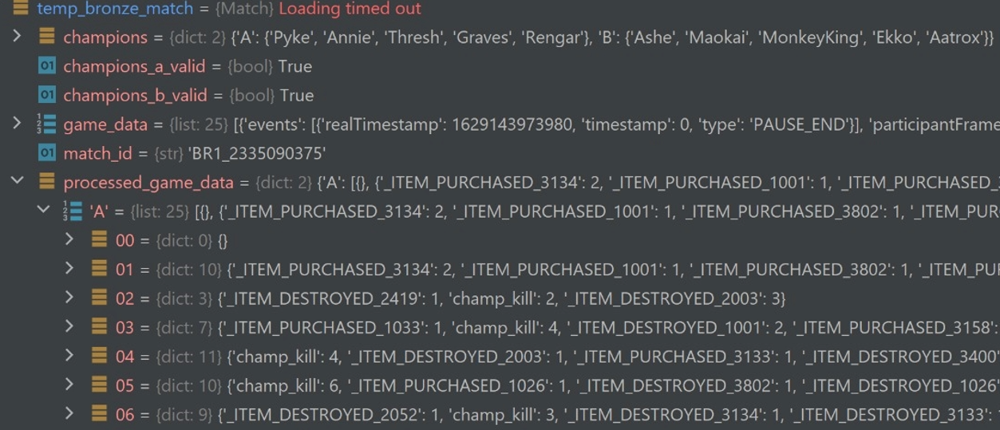 temp_bronze_match = {Match} Loading timed out
champions = {dict: 2} {'A': {'Pyke', 'Annie', 'Thresh', 'Graves', 'Rengar'}, 'B': {'Ashe', 'Maokai', 'MonkeyKing', 'Ekko', 'Aatrox'}}
01 champions_a_valid = {bool} True
01 champions_b_valid = {bool} True
game_data = {list: 25} [{'events': [{'realTimestamp': 1629143973980, 'timestamp': 0, 'type': 'PAUSE_END'}], 'participantFrame
01 match_id = {str} 'BR1_2335090375'
processed_game_data = {dict: 2} {'A': [{}, {'_ITEM_PURCHASED_3134': 2, '_ITEM_PURCHASED_1001': 1, '_ITEM_PURCHASED_3
'A' = {list: 25} [{}, {'_ITEM_PURCHASED_3134': 2, '_ITEM_PURCHASED_1001': 1, '_ITEM_PURCHASED_3802': 1, '_ITEM_PUR
00 = {dict: 0} {}
01 = {dict: 10} {'_ITEM_PURCHASED_3134': 2, '_ITEM_PURCHASED_1001': 1, '_ITEM_PURCHASED_3802': 1, '_ITEM_PU
02 = {dict: 3} {'_ITEM_DESTROYED_2419': 1, 'champ_kill': 2, '_ITEM_DESTROYED_2003': 3}
03 = {dict: 7} {'_ITEM_PURCHASED_1033': 1, 'champ_kill': 4, '_ITEM_DESTROYED_1001': 2, '_ITEM_PURCHASED_3158':
04 = {dict: 11} {'champ_kill': 4, '_ITEM_DESTROYED_2003': 1, '_ITEM_PURCHASED_3133': 1, '_ITEM_DESTROYED_3400'
05 = {dict: 10} {'champ_kill': 6, '_ITEM_PURCHASED_1026': 1, '_ITEM_DESTROYED_3802': 1, '_ITEM_DESTROYED_1026'
06 = {dict: 9} {'_ITEM_DESTROYED_2052': 1, 'champ_kill': 3, '_ITEM_DESTROYED_3134': 1, '_ITEM_DESTROYED_3133':